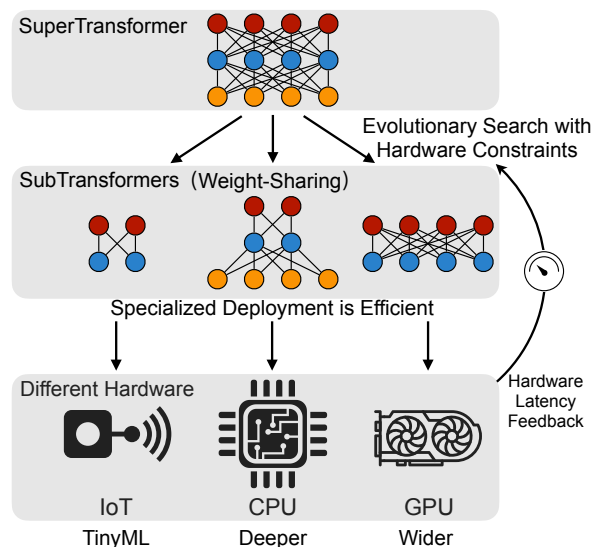 SuperTransformer
Evolutionary Search with
Hardware Constraints
SubTransformers (Weight-Sharing)
Specialized Deployment is Efficient
Different Hardware
Hardware
Latency
Feedback
IoT CPU GPU
TinyML Deeper Wider